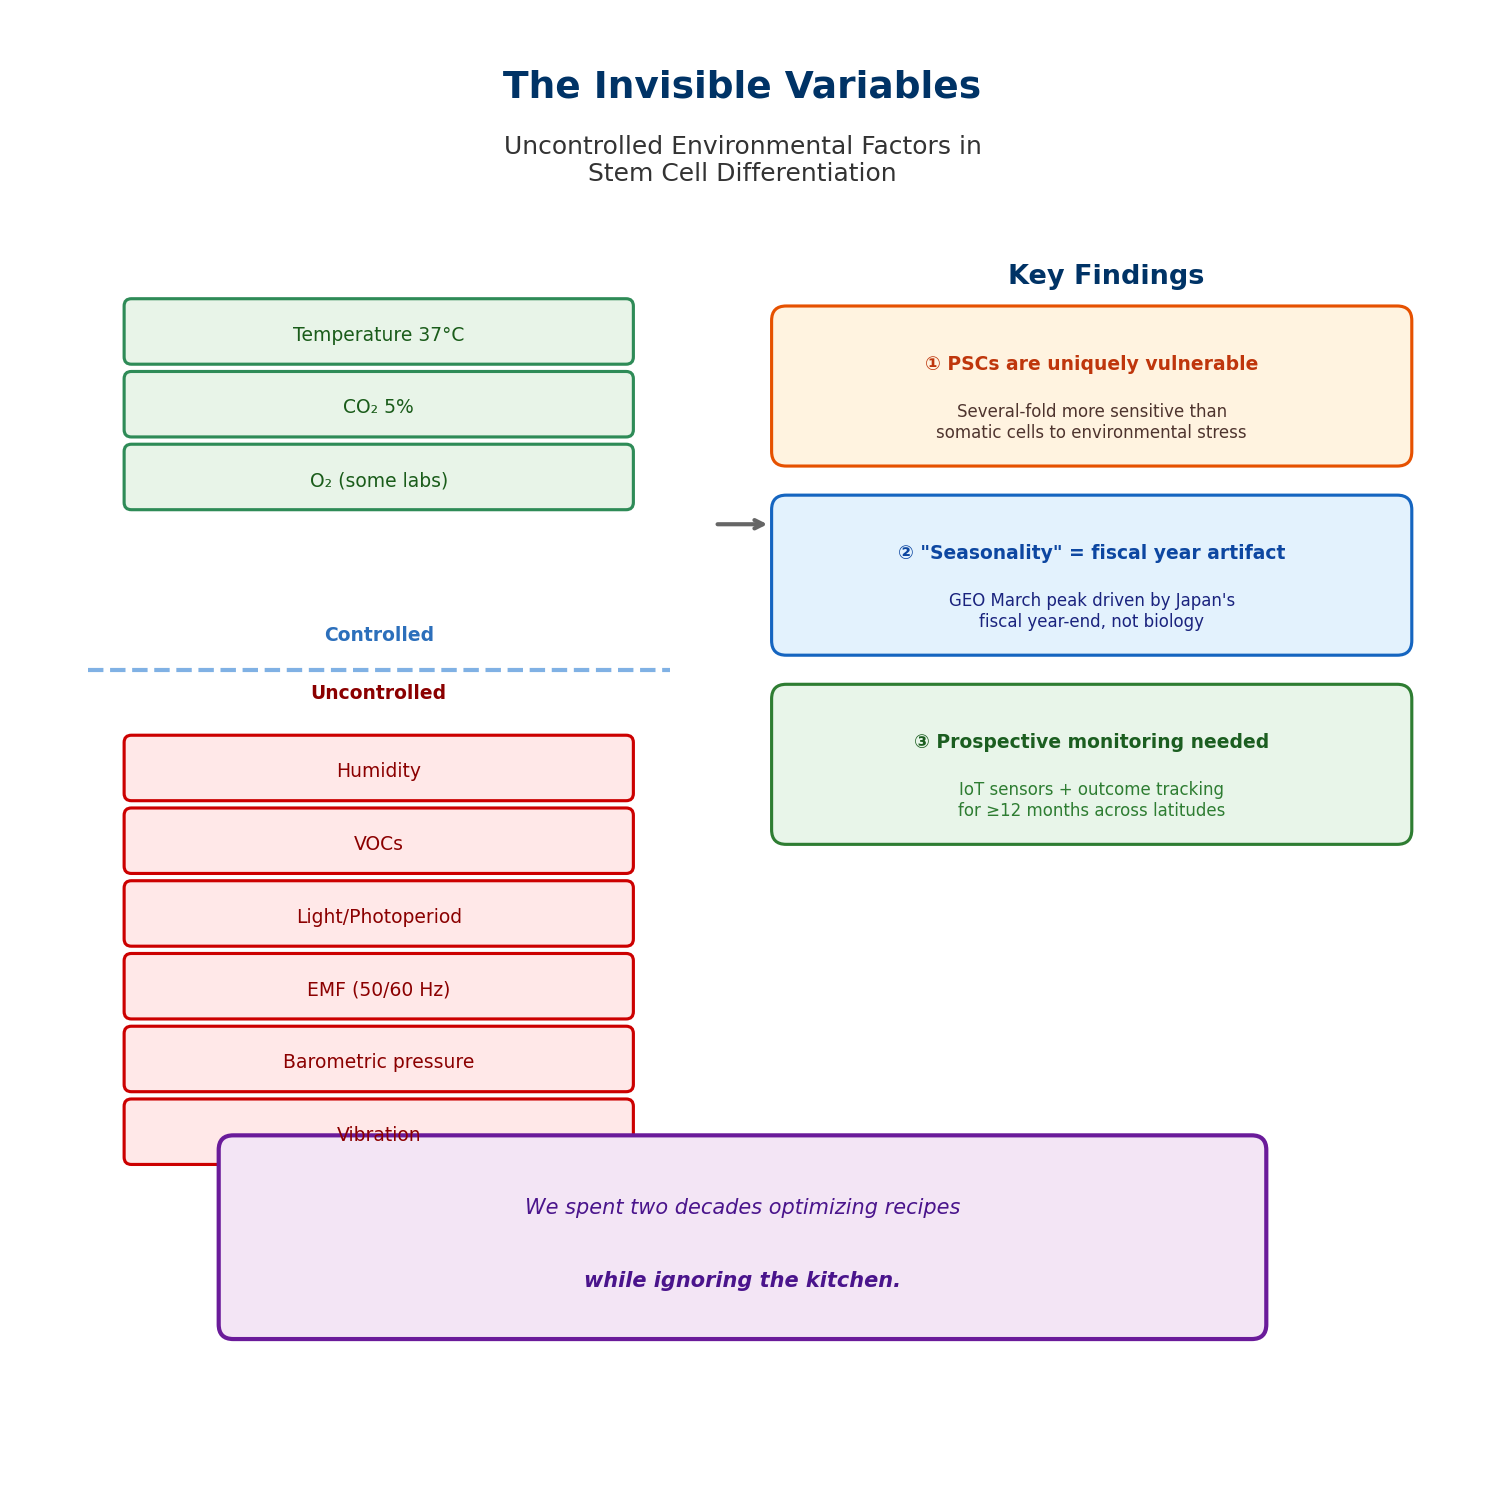 The Invisible Variables
Uncontrolled Environmental Factors in
Stem Cell Differentiation
Temperature 37°C
CO₂ 5%
O₂ (some labs)
Controlled
Uncontrolled
Humidity
VOCs
Light/Photoperiod
EMF (50/60 Hz)
Barometric pressure
Vibration
Key Findings
① PSCs are uniquely vulnerable
Several-fold more sensitive than
somatic cells to environmental stress
② "Seasonality" = fiscal year artifact
GEO March peak driven by Japan's
fiscal year-end, not biology
③ Prospective monitoring needed
IoT sensors + outcome tracking
for ≥12 months across latitudes
We spent two decades optimizing recipes
while ignoring the kitchen.